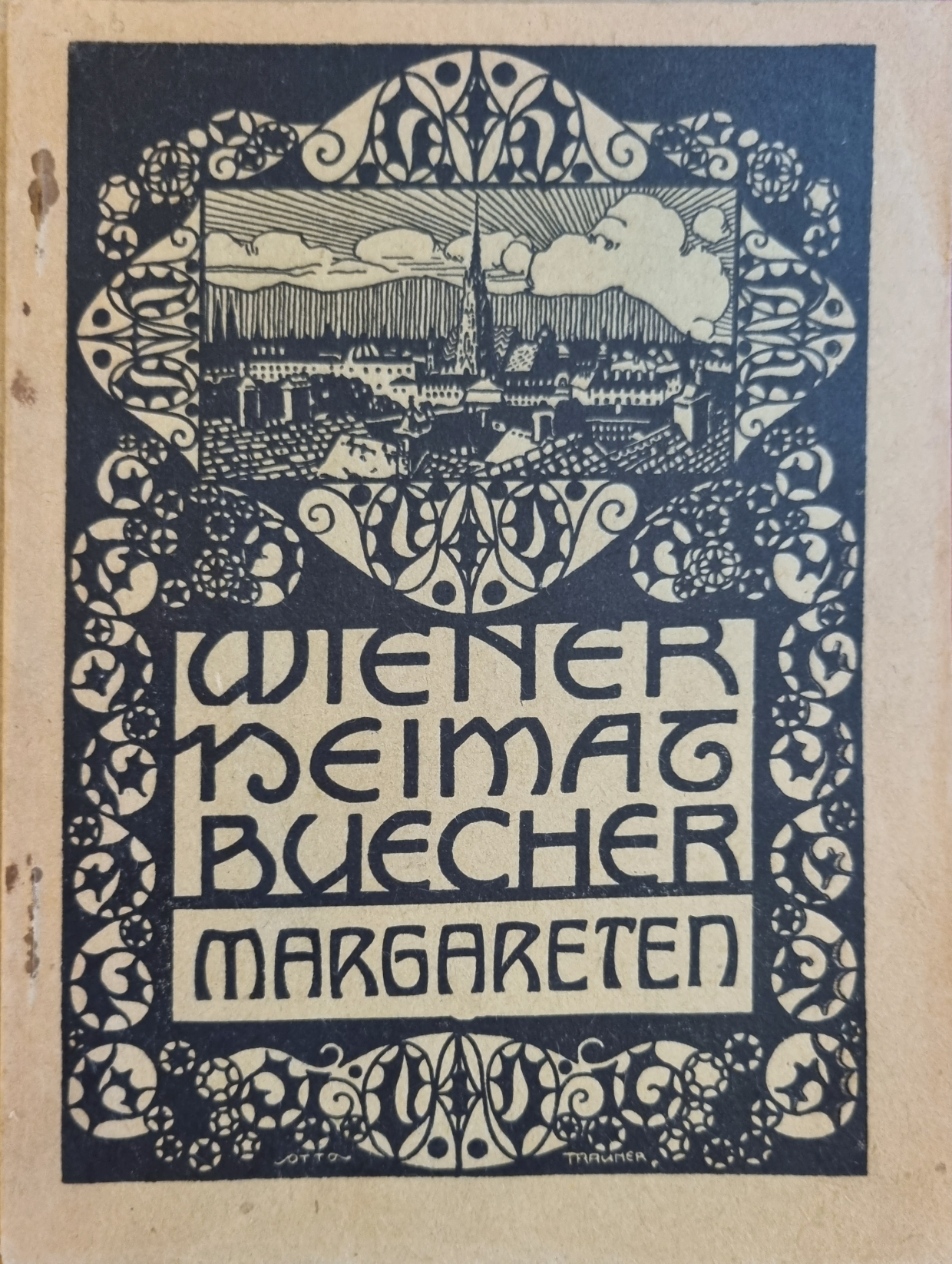 WIENER
HEIMAT
BUECHER
MARGARETEN
OTTO TRAUNER